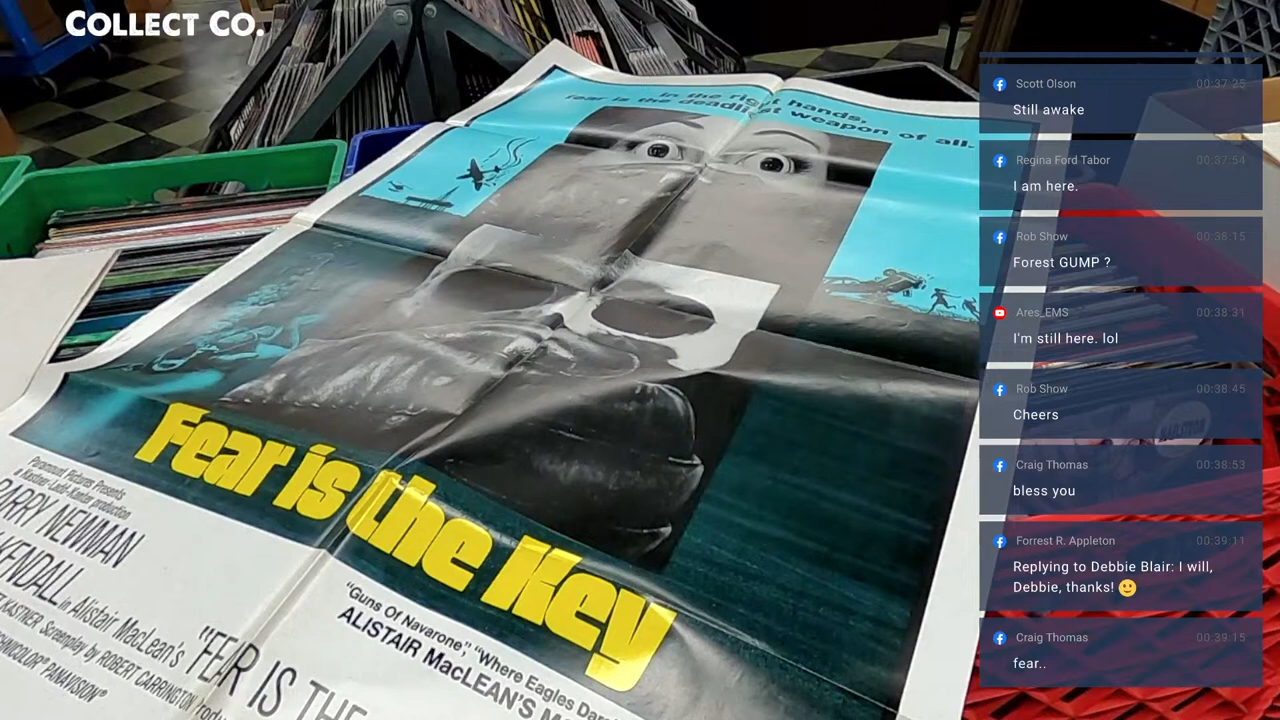 COLLECT CO.
in the right hands,
fear is the deadliest weapon of all.
Fear is the Key
Paramount Pictures Presents
a Kastner-Ladd-Kanter production
BARRY NEWMAN
KENDALL in Alistair MacLean's
"FEAR IS THE
KASTNER Screenplay by ROBERT CARRINGTON
TECHNICOLOR® PANAVISION®
"Guns Of Navarone," "Where Eagles Dare
ALISTAIR MacLEAN'S
Scott Olson 00:37:25
Still awake
Regina Ford Tabor 00:37:54
I am here.
Rob Show 00:38:15
Forest GUMP ?
Ares_EMS 00:38:31
I'm still here. lol
Rob Show 00:38:45
Cheers
Craig Thomas 00:38:53
bless you
Forrest R. Appleton 00:39:11
Replying to Debbie Blair: I will,
Debbie, thanks! 🙂
Craig Thomas 00:39:15
fear..